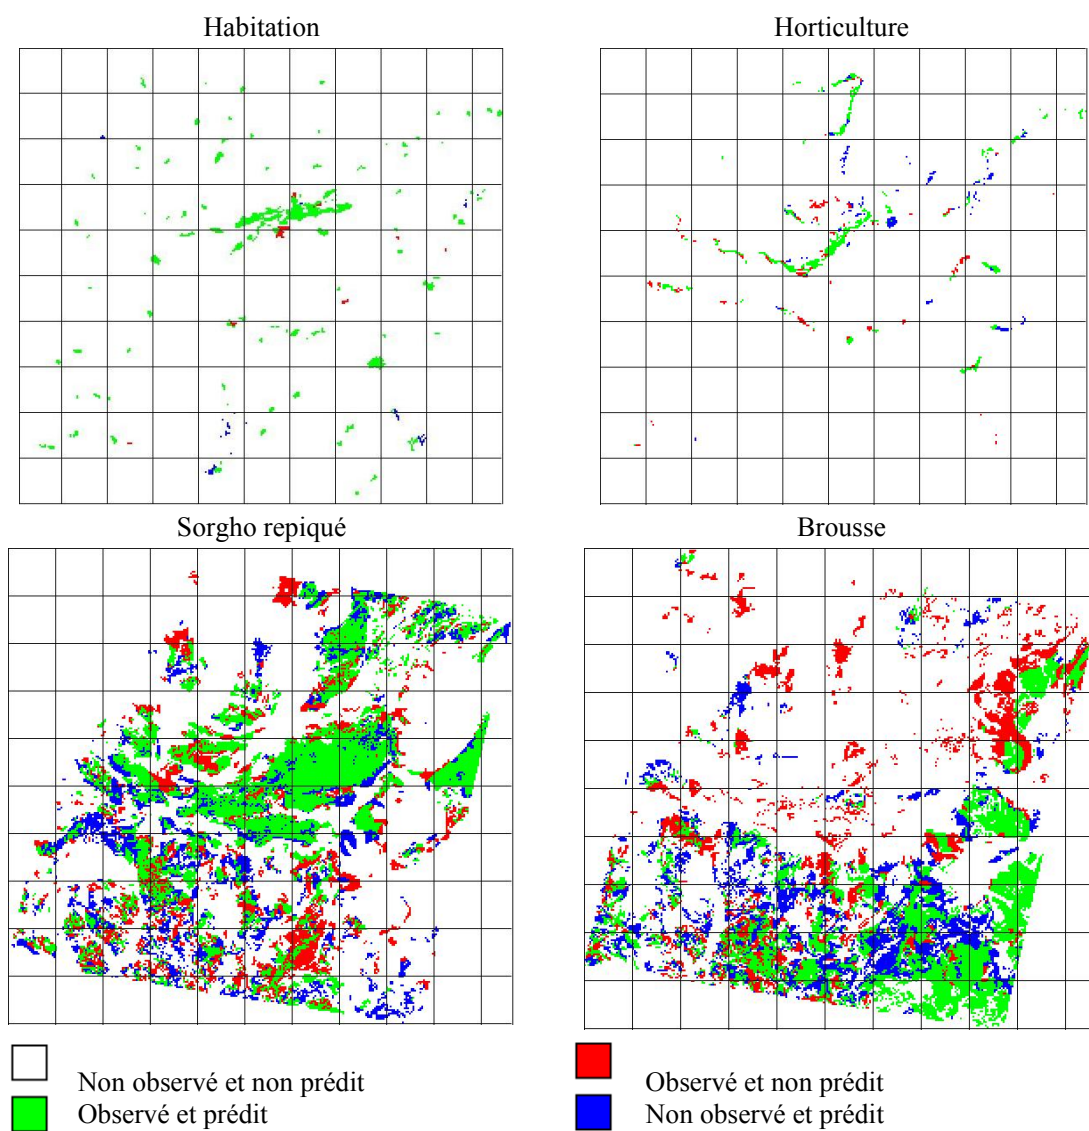 Habitation
Horticulture
Sorgho repiqué
Brousse
Non observé et non prédit
Observé et prédit
Observé et non prédit
Non observé et prédit